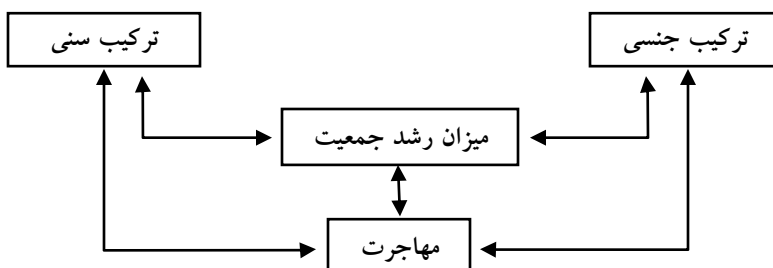 ترکیب جنسی
ترکیب سنی
میزان رشد جمعیت
مهاجرت